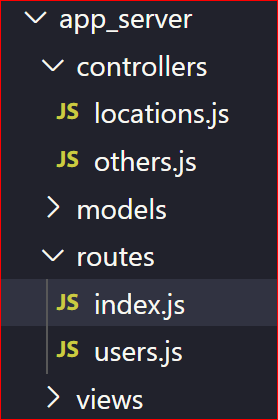 app_server
controllers
JS locations.js
JS others.js
models
routes
JS index.js
JS users.js
views